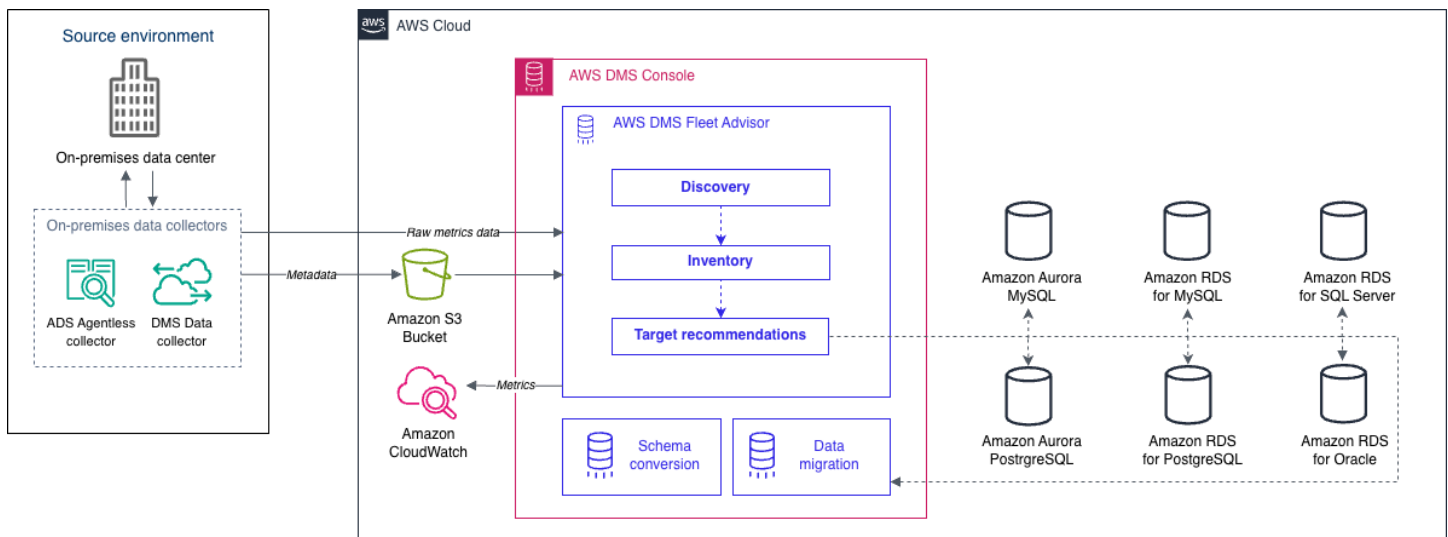 Source environment
On-premises data center
On-premises data collectors
ADS Agentless
collector
DMS Data
collector
Raw metrics data
Metadata
aws
AWS Cloud
Amazon S3
Bucket
Metrics
Amazon
CloudWatch
AWS DMS Console
AWS DMS Fleet Advisor
Discovery
Inventory
Target recommendations
Schema
conversion
Data
migration
Amazon Aurora
MySQL
Amazon RDS
for MySQL
Amazon RDS
for SQL Server
Amazon Aurora
PostrgreSQL
Amazon RDS
for PostgreSQL
Amazon RDS
for Oracle